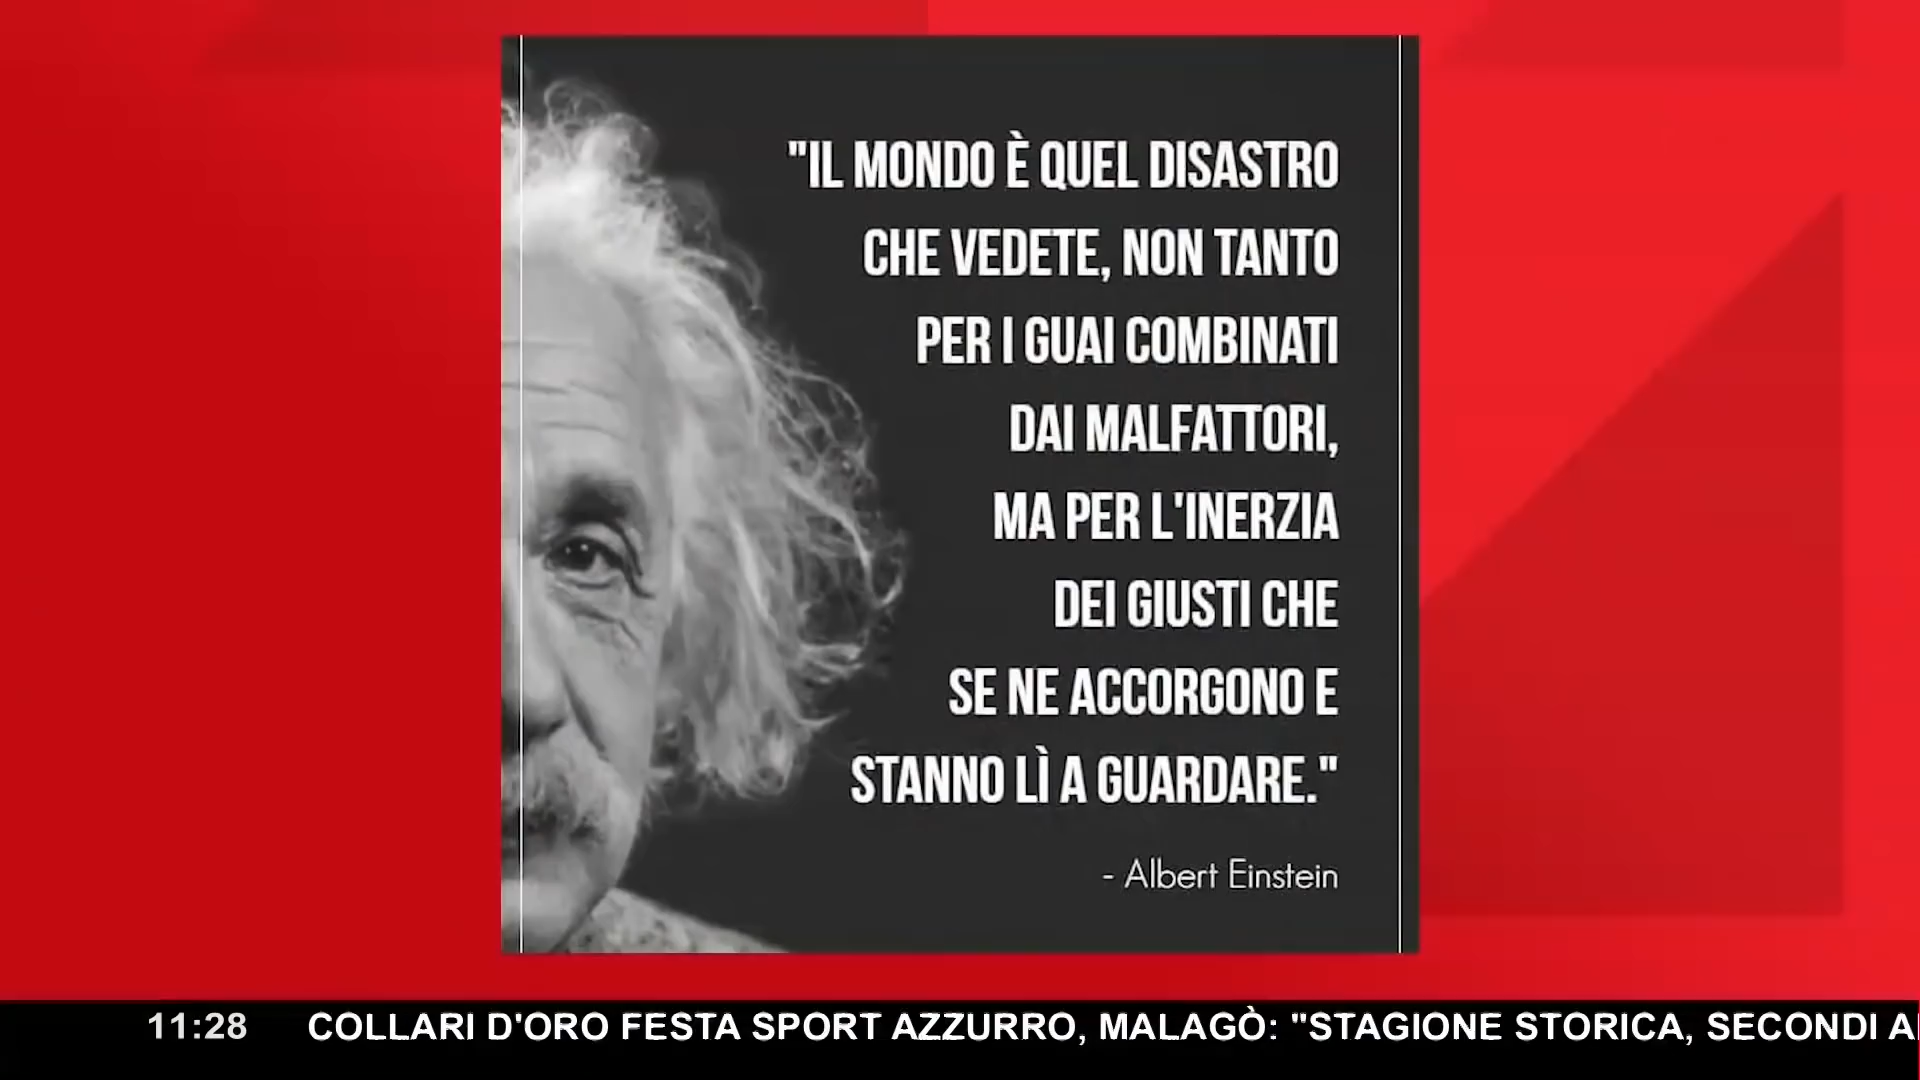 "IL MONDO È QUEL DISASTRO
CHE VEDETE, NON TANTO
PER I GUAI COMBINATI
DAI MALFATTORI,
MA PER L'INERZIA
DEI GIUSTI CHE
SE NE ACCORGONO E
STANNO LÌ A GUARDARE."
- Albert Einstein
11:28 COLLARI D'ORO FESTA SPORT AZZURRO, MALAGÒ: "STAGIONE STORICA, SECONDI